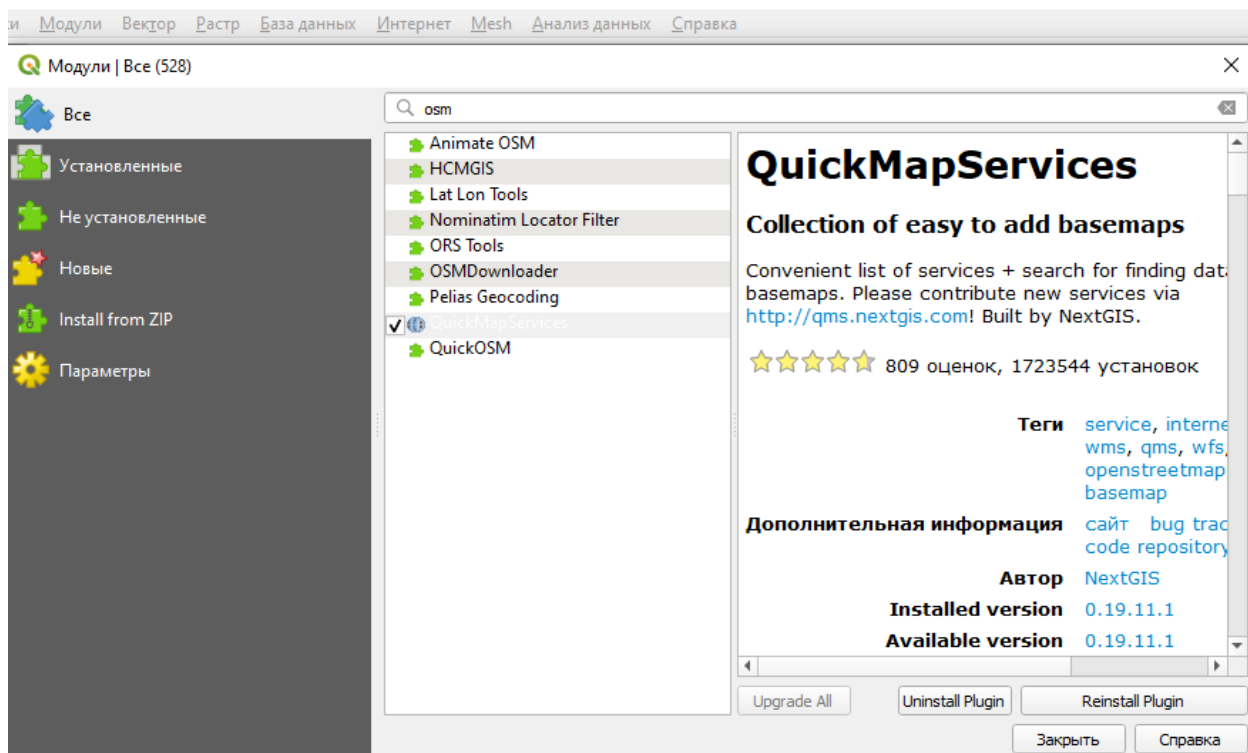 ки Модули Вектор Растр База данных Интернет Mesh Анализ данных Справка
Модули | Все (528)
Все
Установленные
Не установленные
Новые
Install from ZIP
Параметры
osm
Animate OSM
HCMGIS
Lat Lon Tools
Nominatim Locator Filter
ORS Tools
OSMDownloader
Pelias Geocoding
QuickMapServices
QuickOSM
QuickMapServices
Collection of easy to add basemaps
Convenient list of services + search for finding data
basemaps. Please contribute new services via
http://qms.nextgis.com! Built by NextGIS.
809 оценок, 1723544 установок
Теги service, interne
wms, qms, wfs,
openstreetmap
basemap
Дополнительная информация сайт bug trac
code repository
Автор NextGIS
Installed version 0.19.11.1
Available version 0.19.11.1
Upgrade All Uninstall Plugin Reinstall Plugin
Закрыть Справка